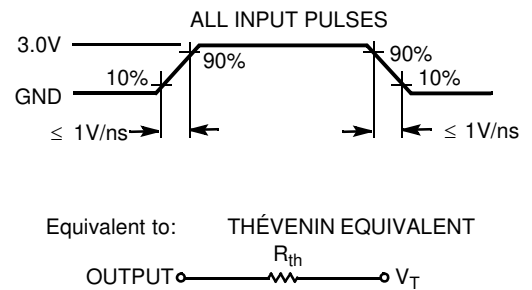 ALL INPUT PULSES
3.0V
90%
90%
10%
10%
GND
≤ 1V/ns
≤ 1V/ns
Equivalent to: THÉVENIN EQUIVALENT
Rth
OUTPUT VT